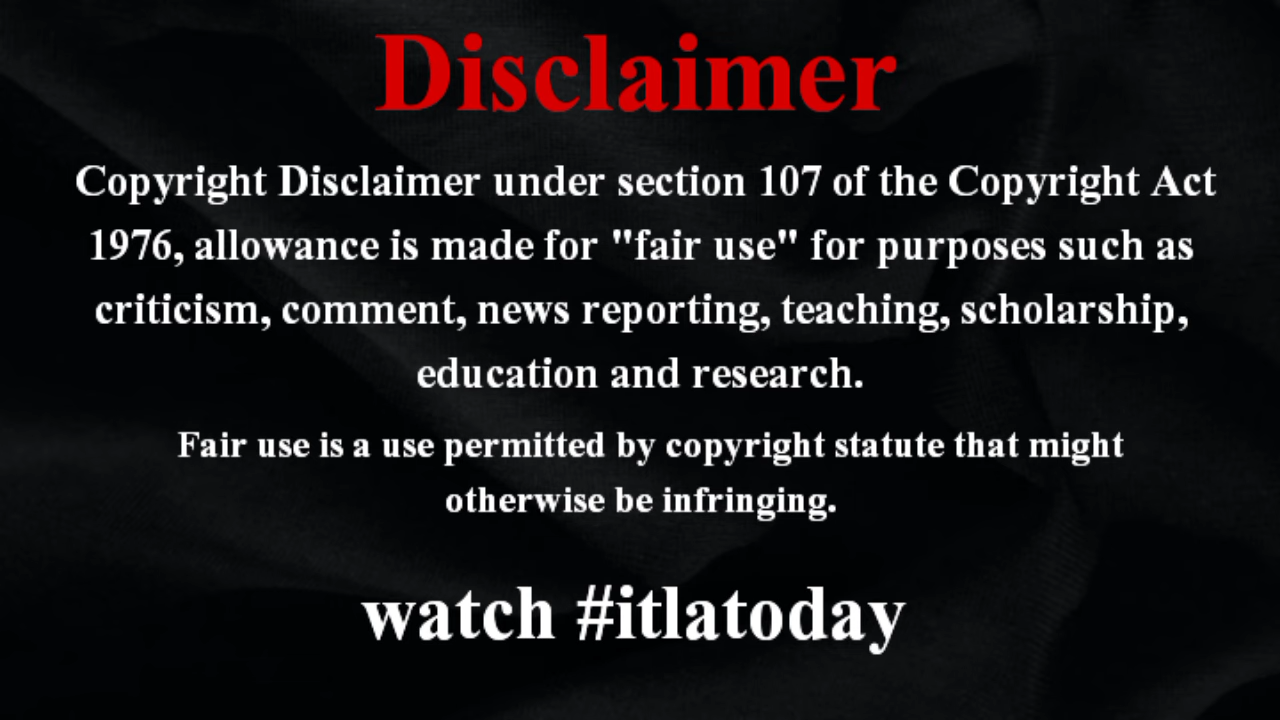 Disclaimer
Copyright Disclaimer under section 107 of the Copyright Act
1976, allowance is made for "fair use" for purposes such as
criticism, comment, news reporting, teaching, scholarship,
education and research.
Fair use is a use permitted by copyright statute that might
otherwise be infringing.
watch #itlatoday